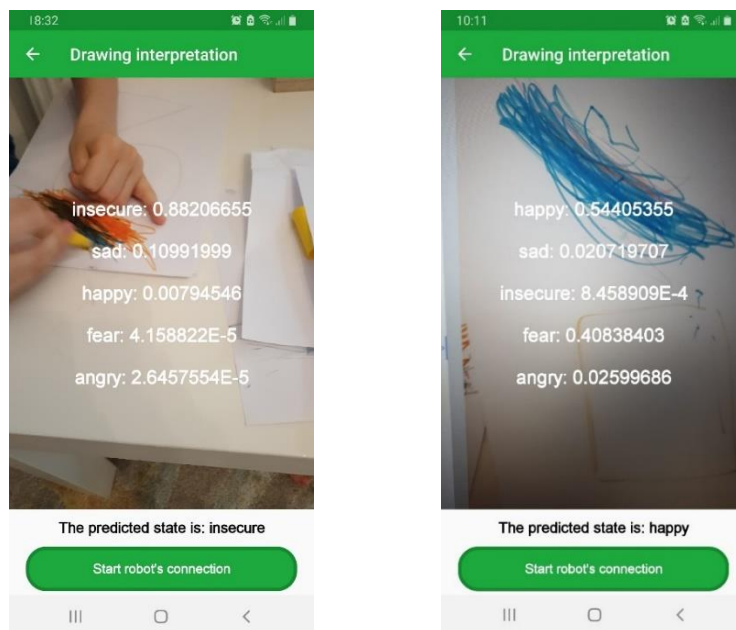 18:32
Drawing interpretation
insecure: 0.88206655
sad: 0.10991999
happy: 0.00794546
fear: 4.158822E-5
angry: 2.6457554E-5
The predicted state is: insecure
Start robot's connection
10:11
Drawing interpretation
happy: 0.54405355
sad: 0.020719707
insecure: 8.458909E-4
fear: 0.40838403
angry: 0.02599686
The predicted state is: happy
Start robot's connection